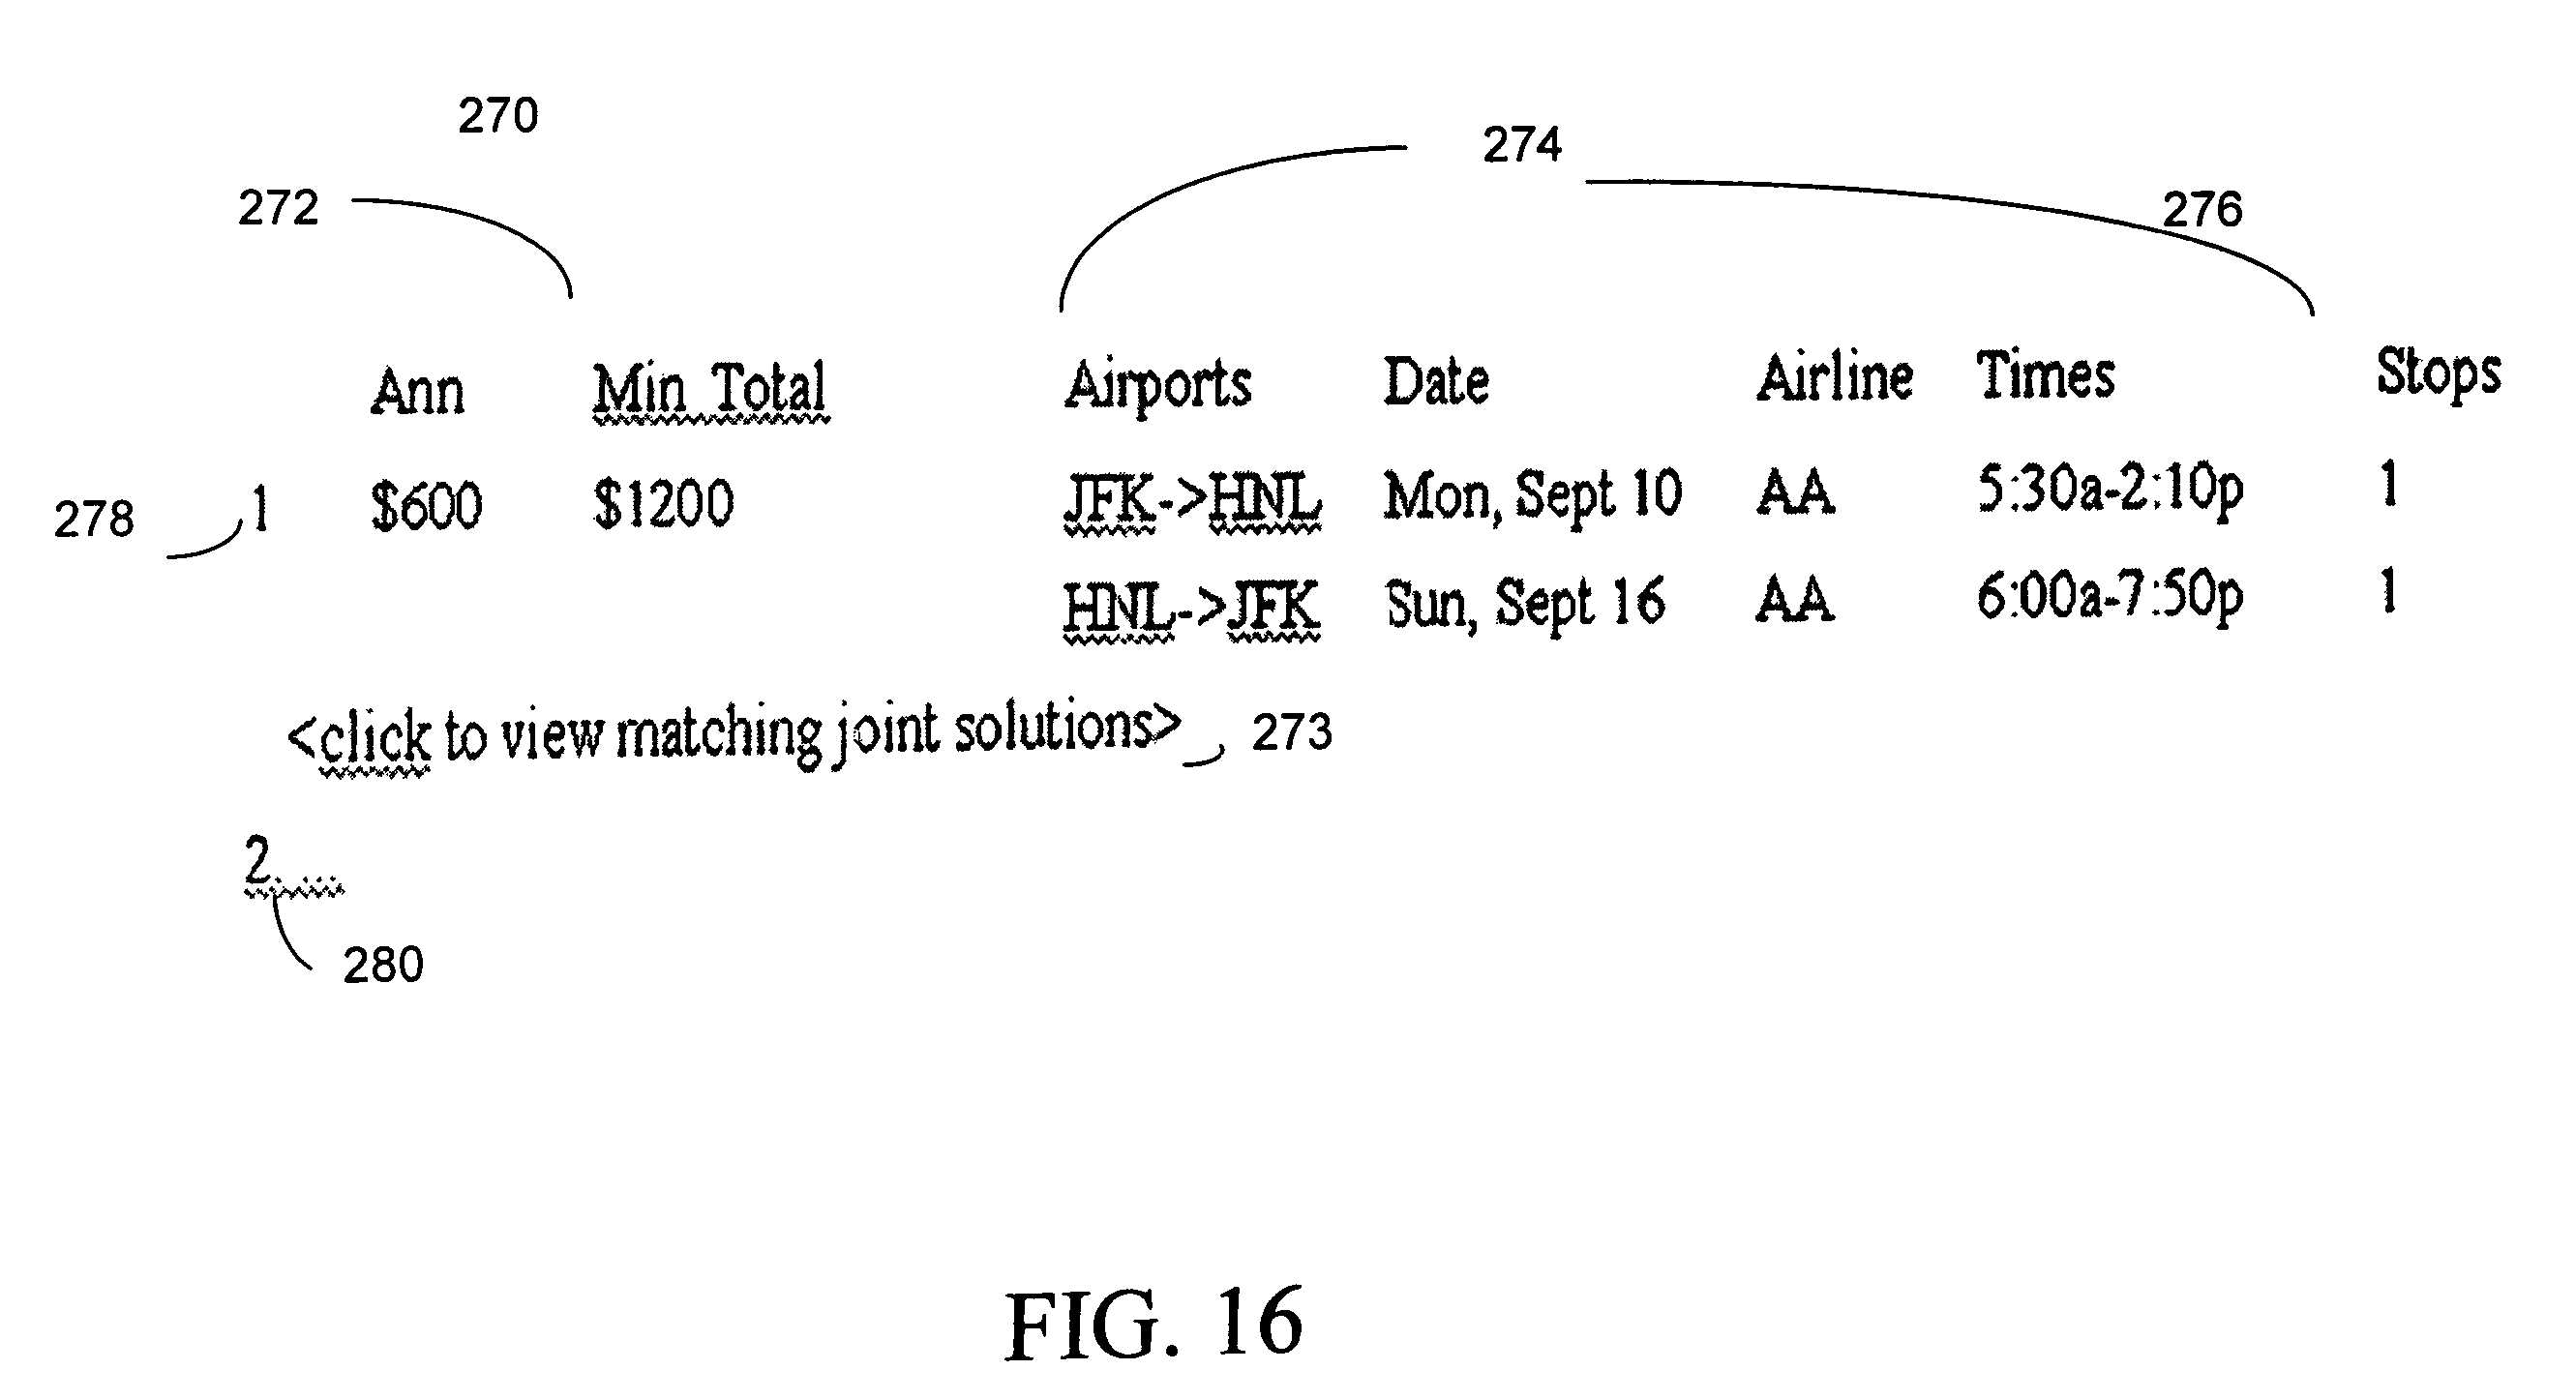 270
274
272
276
Ann Min Total Airports Date Airline Times Stops
278 1 $600 $1200 JFK->HNL Mon, Sept 10 AA 5:30a-2:10p 1
HNL->JFK Sun, Sept 16 AA 6:00a-7:50p 1
<click to view matching joint solutions> 273
2. ...
280
FIG. 16